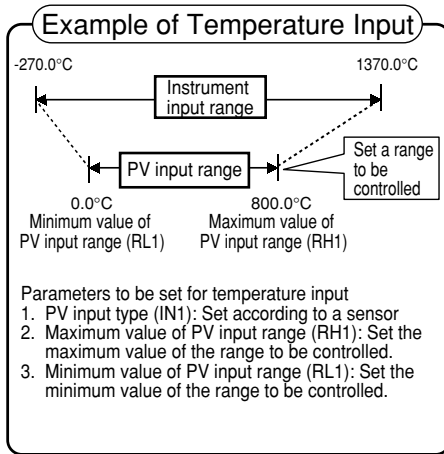 Example of Temperature Input
-270.0°C 1370.0°C
Instrument
input range
PV input range
Set a range
to be
controlled
0.0°C 800.0°C
Minimum value of Maximum value of
PV input range (RL1) PV input range (RH1)
Parameters to be set for temperature input
1. PV input type (IN1): Set according to a sensor
2. Maximum value of PV input range (RH1): Set the
maximum value of the range to be controlled.
3. Minimum value of PV input range (RL1): Set the
minimum value of the range to be controlled.